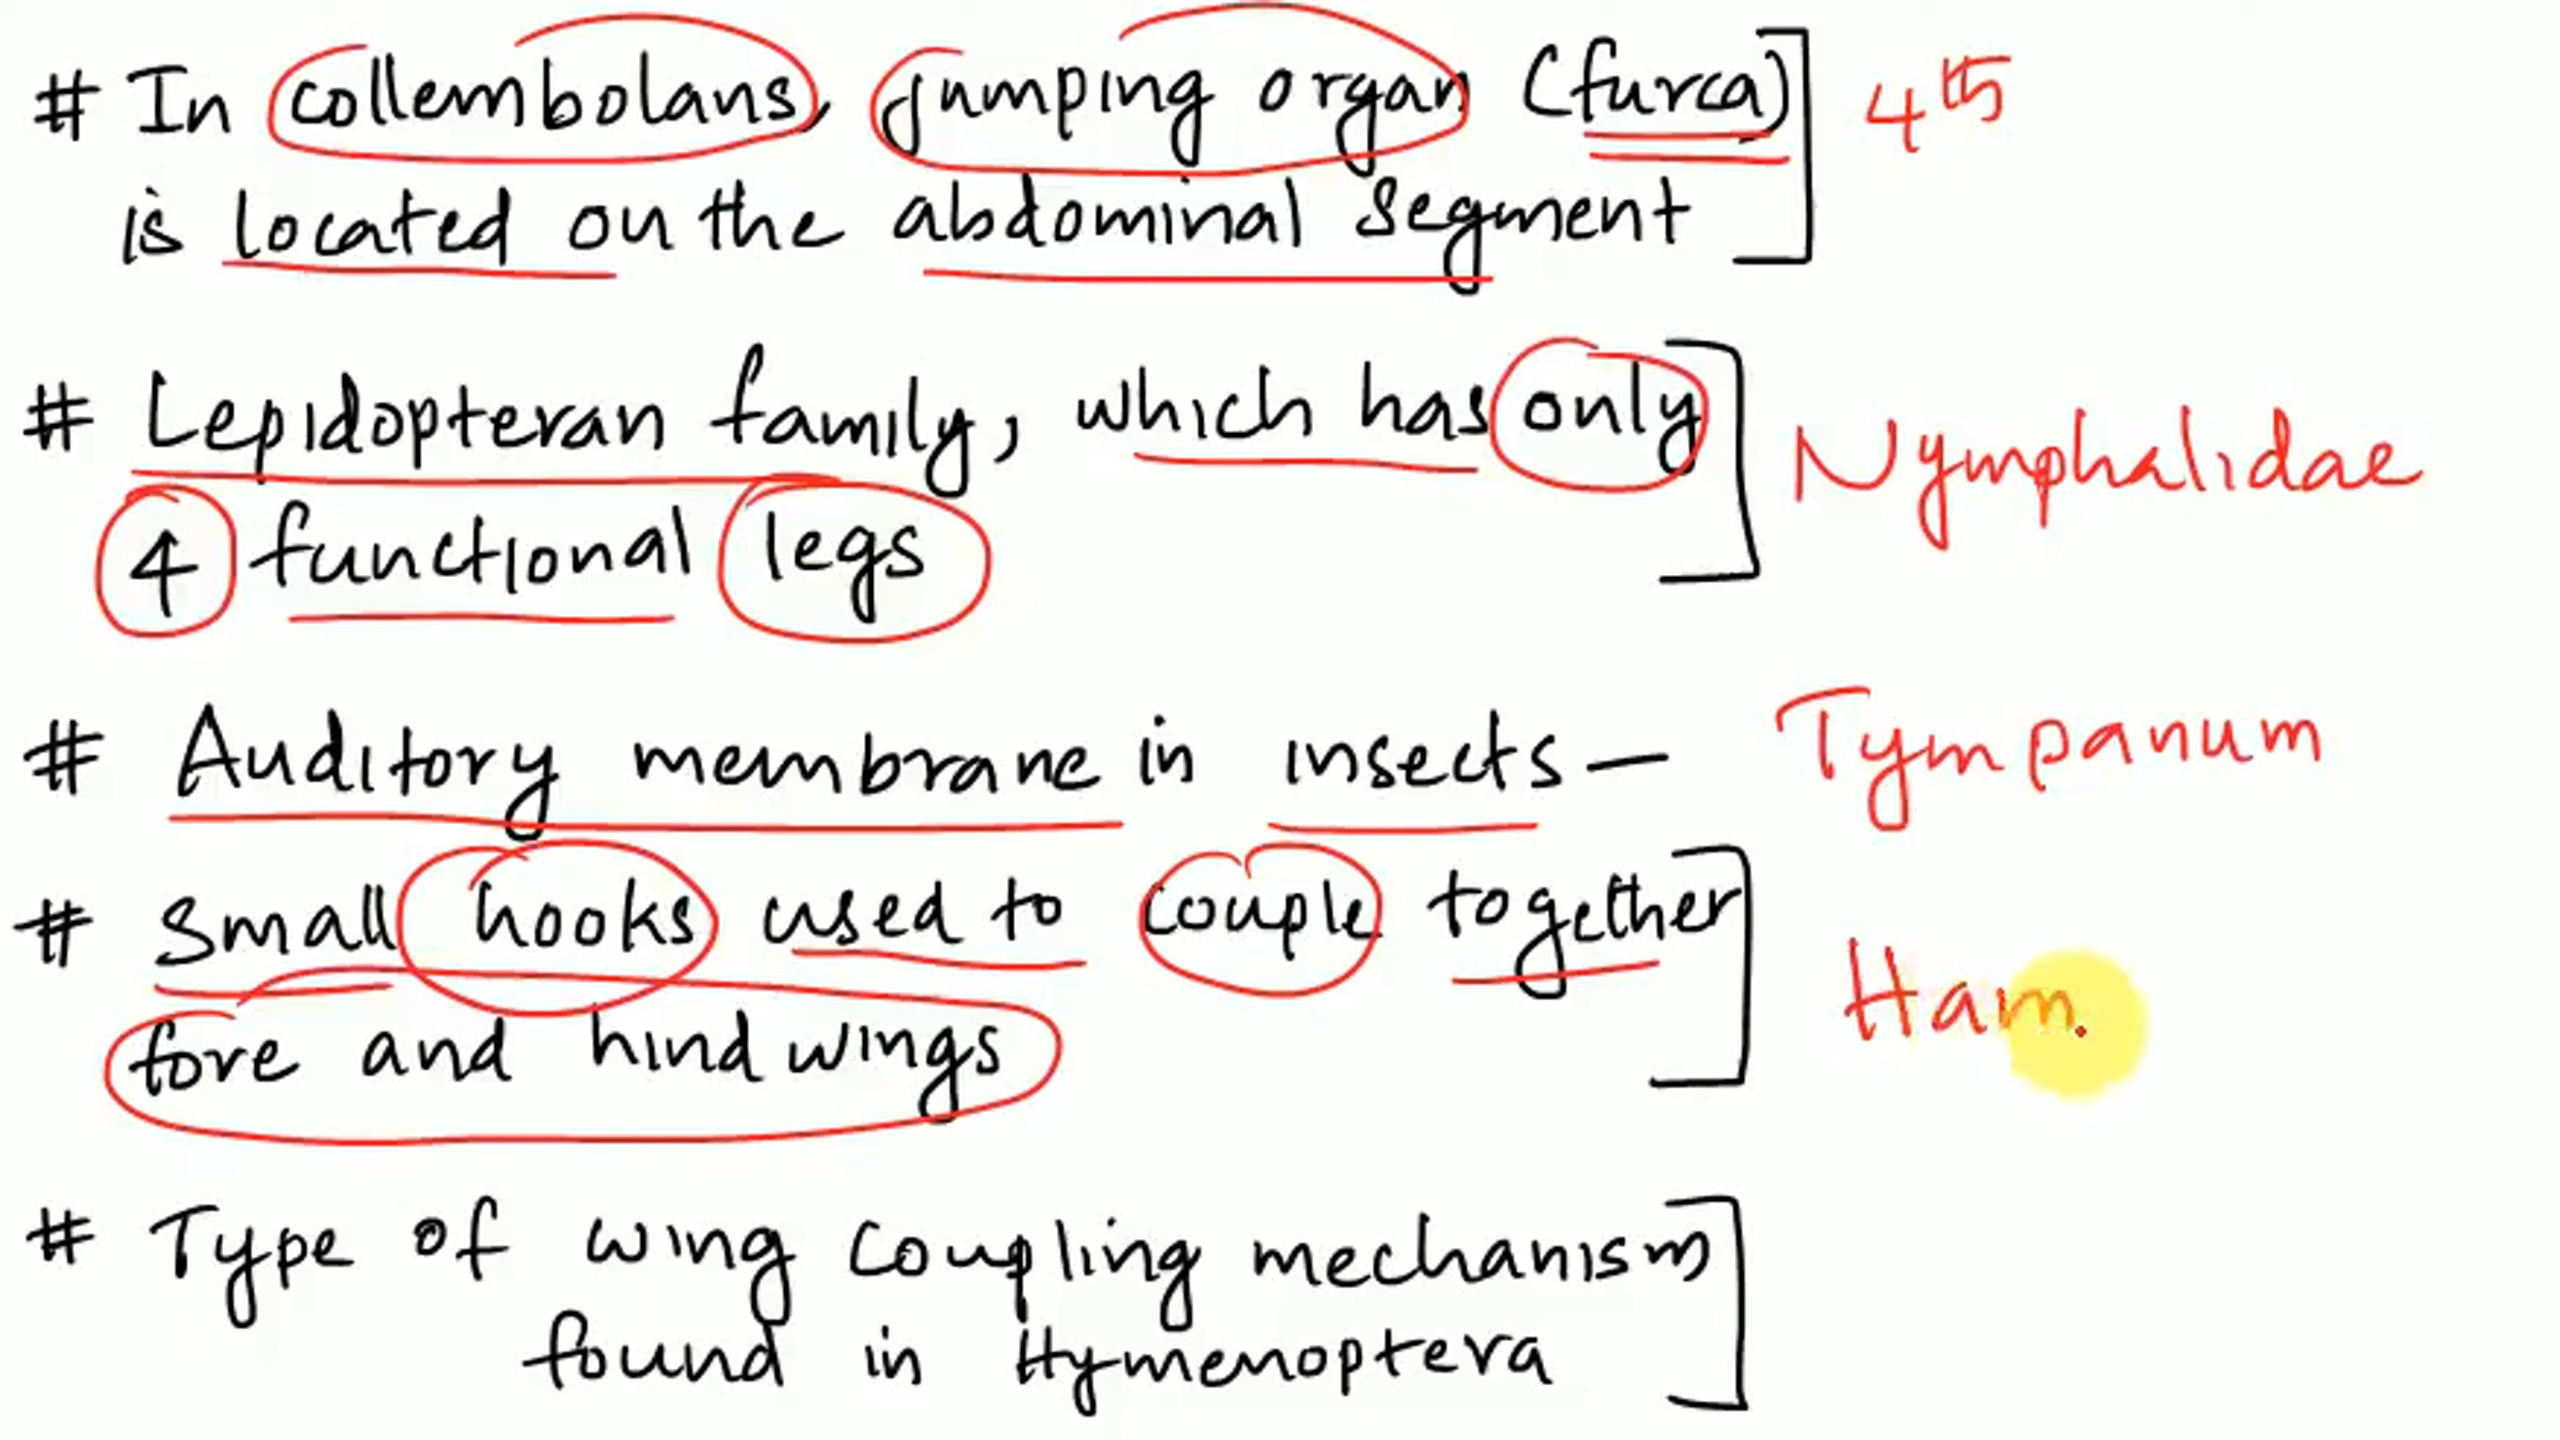 # In collembolans, jumping organ (furca)] 4th
is located on the abdominal segment
# Lepidopteran family, which has only] Nymphalidae
4 functional legs
# Auditory membrane in insects — Tympanum
# Small hooks used to couple together] Ham
fore and hind wings
# Type of wing coupling mechanism]
found in Hymenoptera